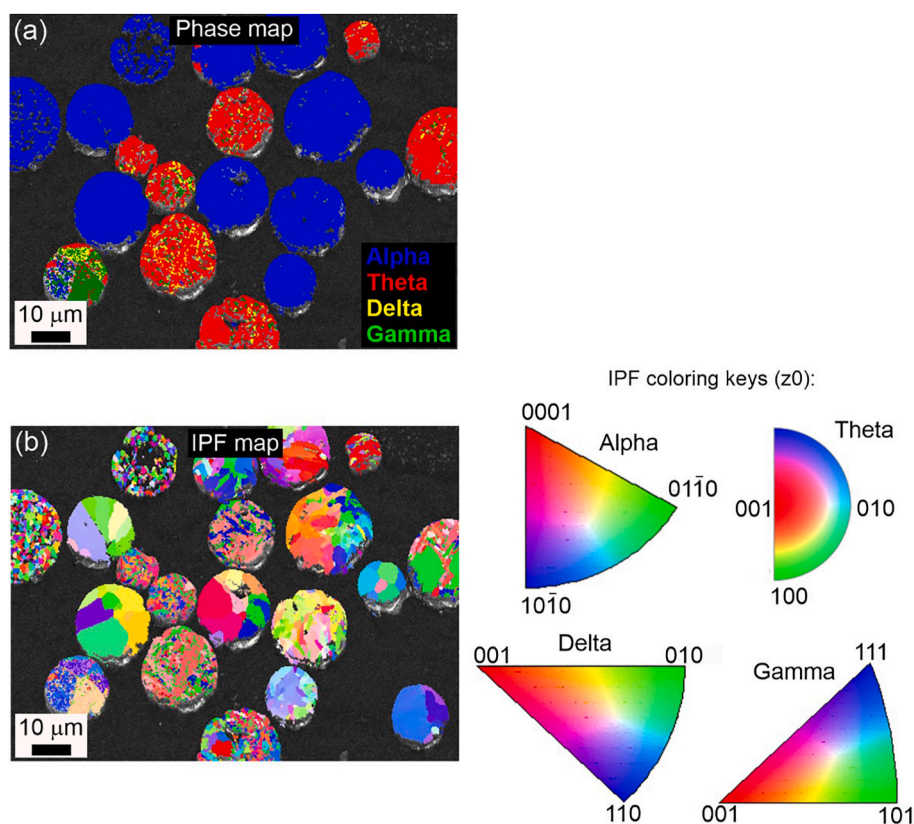 (a)
Phase map
Alpha
Theta
Delta
Gamma
10 μm
(b)
IPF map
10 μm
IPF coloring keys (z0):
0001
Alpha
011̅0
101̅0
Theta
001
010
100
Delta
001
010
110
Gamma
111
001
101